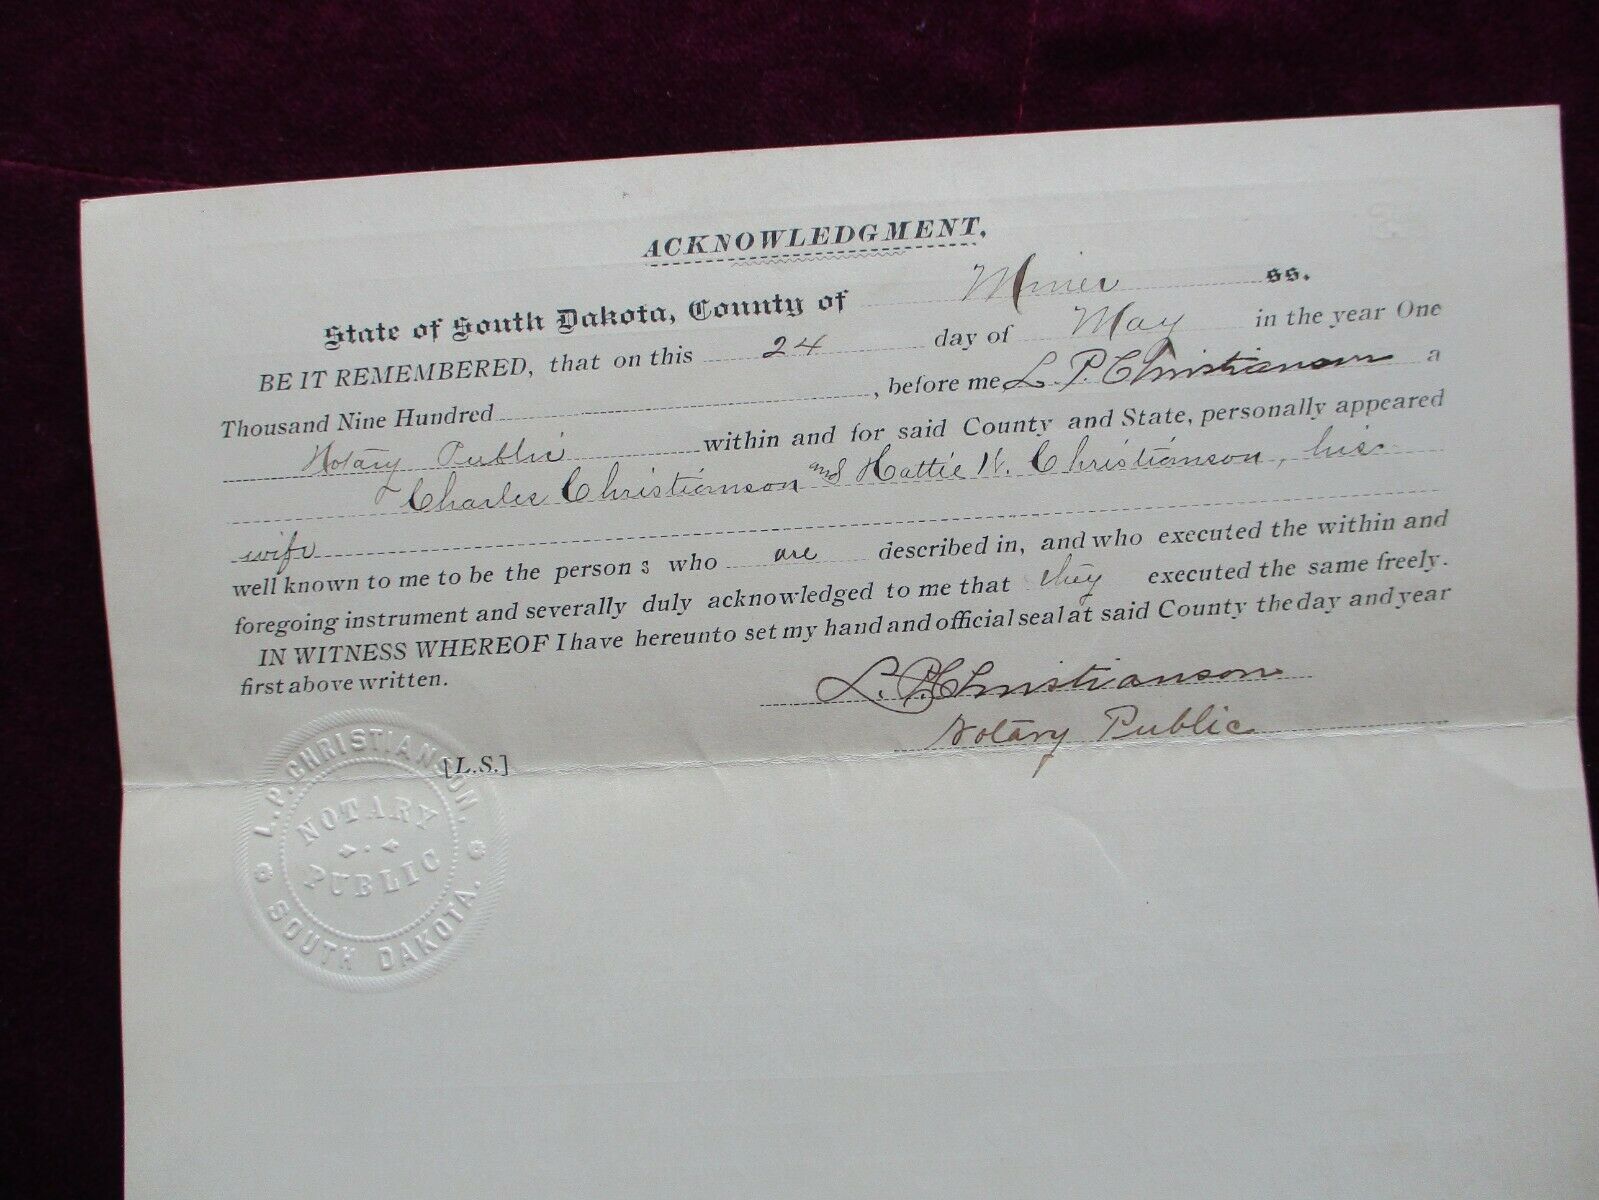 ACKNOWLEDGMENT.
State of South Dakota, County of Miner ss.
BE IT REMEMBERED, that on this 24 day of May in the year One
Thousand Nine Hundred , before me L. P. Christianson a
Notary Public within and for said County and State, personally appeared
Charles Christianson and Hattie N. Christianson, his
wife
well known to me to be the persons who are described in, and who executed the within and
foregoing instrument and severally duly acknowledged to me that they executed the same freely.
IN WITNESS WHEREOF I have hereunto set my hand and official seal at said County the day and year
first above written.
L. P. Christianson
Notary Public
[L.S.]
L. P. CHRISTIANSON.
NOTARY
PUBLIC
SOUTH DAKOTA.